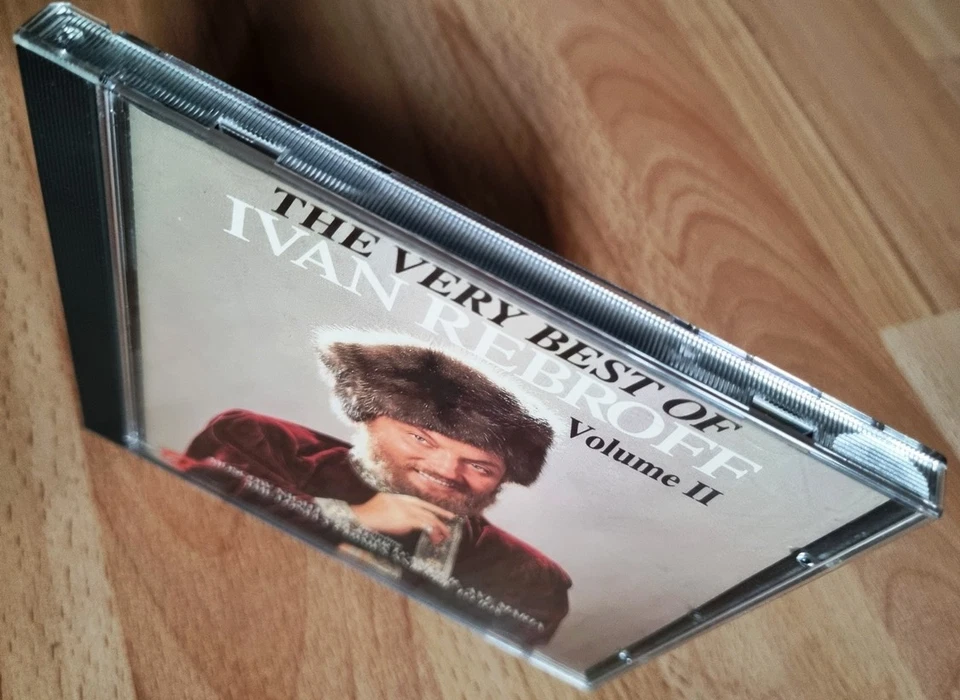 THE VERY BEST OF
IVAN REBROFF
Volume II